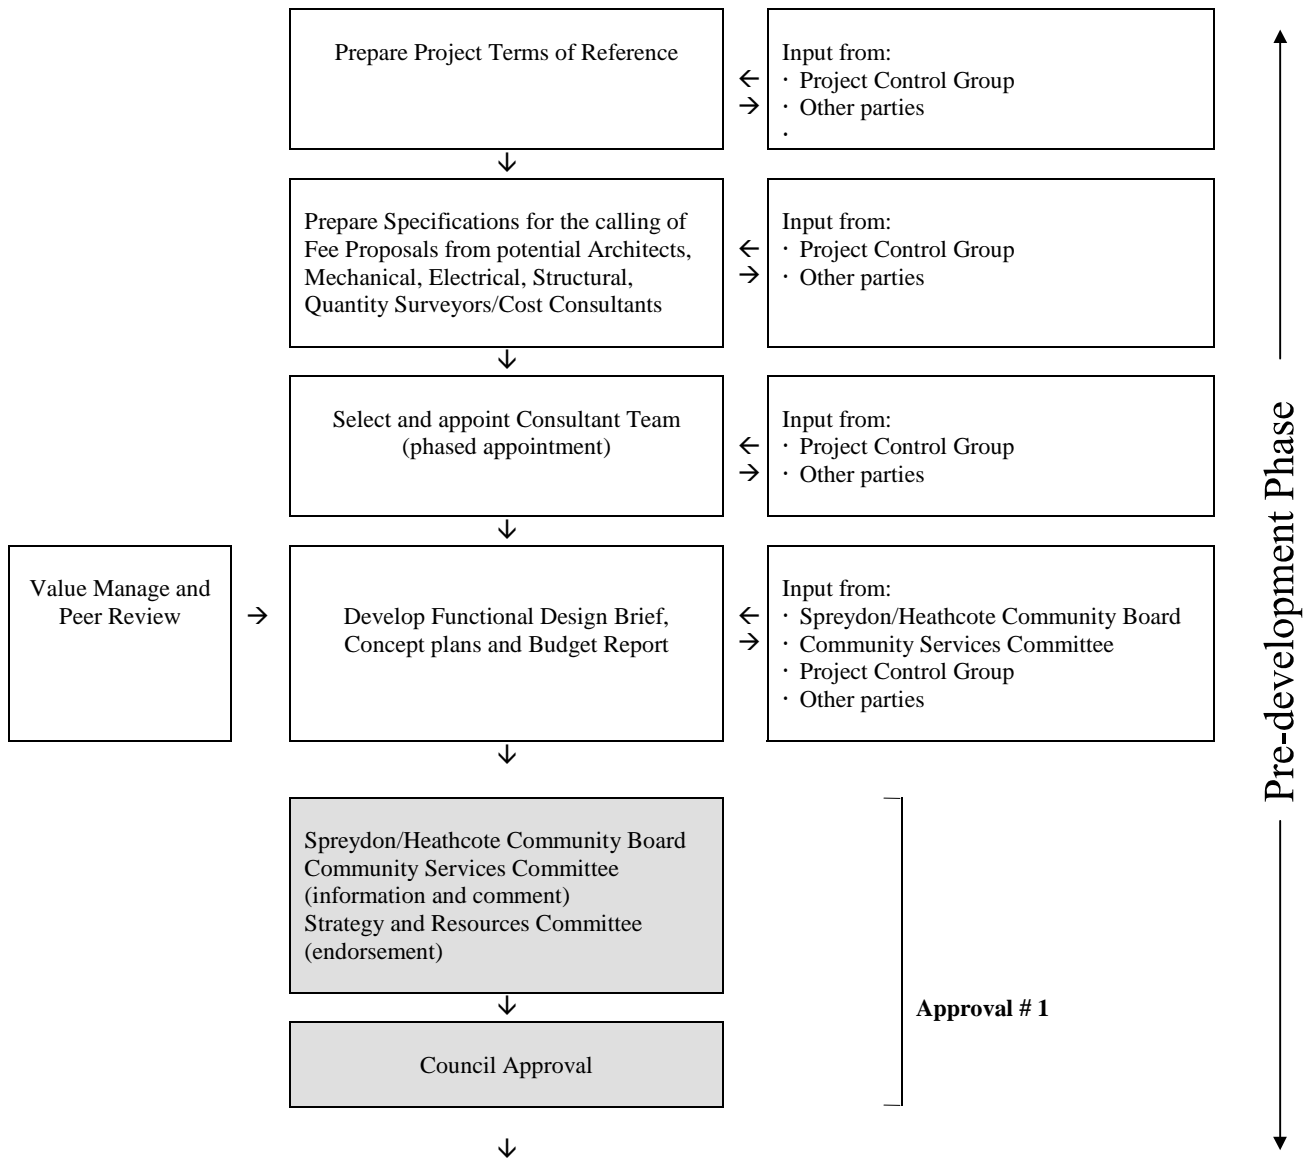 Prepare Project Terms of Reference
Input from:
· Project Control Group
· Other parties
·
Prepare Specifications for the calling of
Fee Proposals from potential Architects,
Mechanical, Electrical, Structural,
Quantity Surveyors/Cost Consultants
Input from:
· Project Control Group
· Other parties
Select and appoint Consultant Team
(phased appointment)
Input from:
· Project Control Group
· Other parties
Value Manage and
Peer Review
Develop Functional Design Brief,
Concept plans and Budget Report
Input from:
· Spreydon/Heathcote Community Board
· Community Services Committee
· Project Control Group
· Other parties
Spreydon/Heathcote Community Board
Community Services Committee
(information and comment)
Strategy and Resources Committee
(endorsement)
Approval # 1
Council Approval
Pre-development Phase